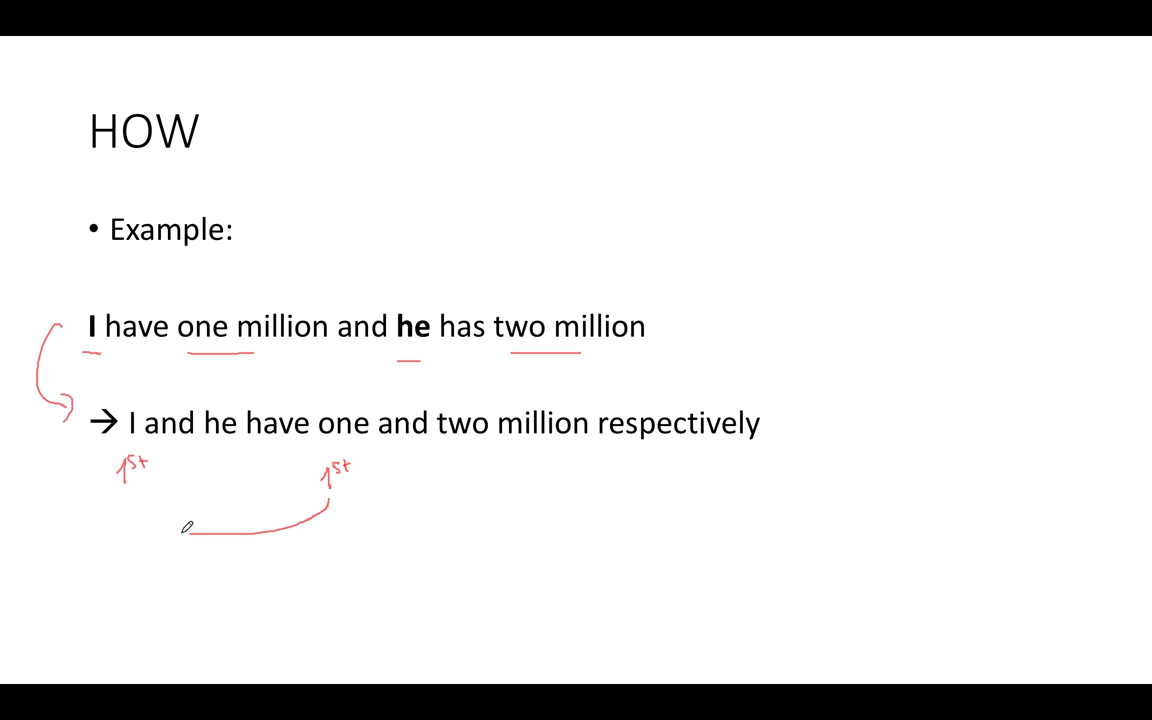 HOW
• Example:
I have one million and he has two million
→ I and he have one and two million respectively
1st 1st